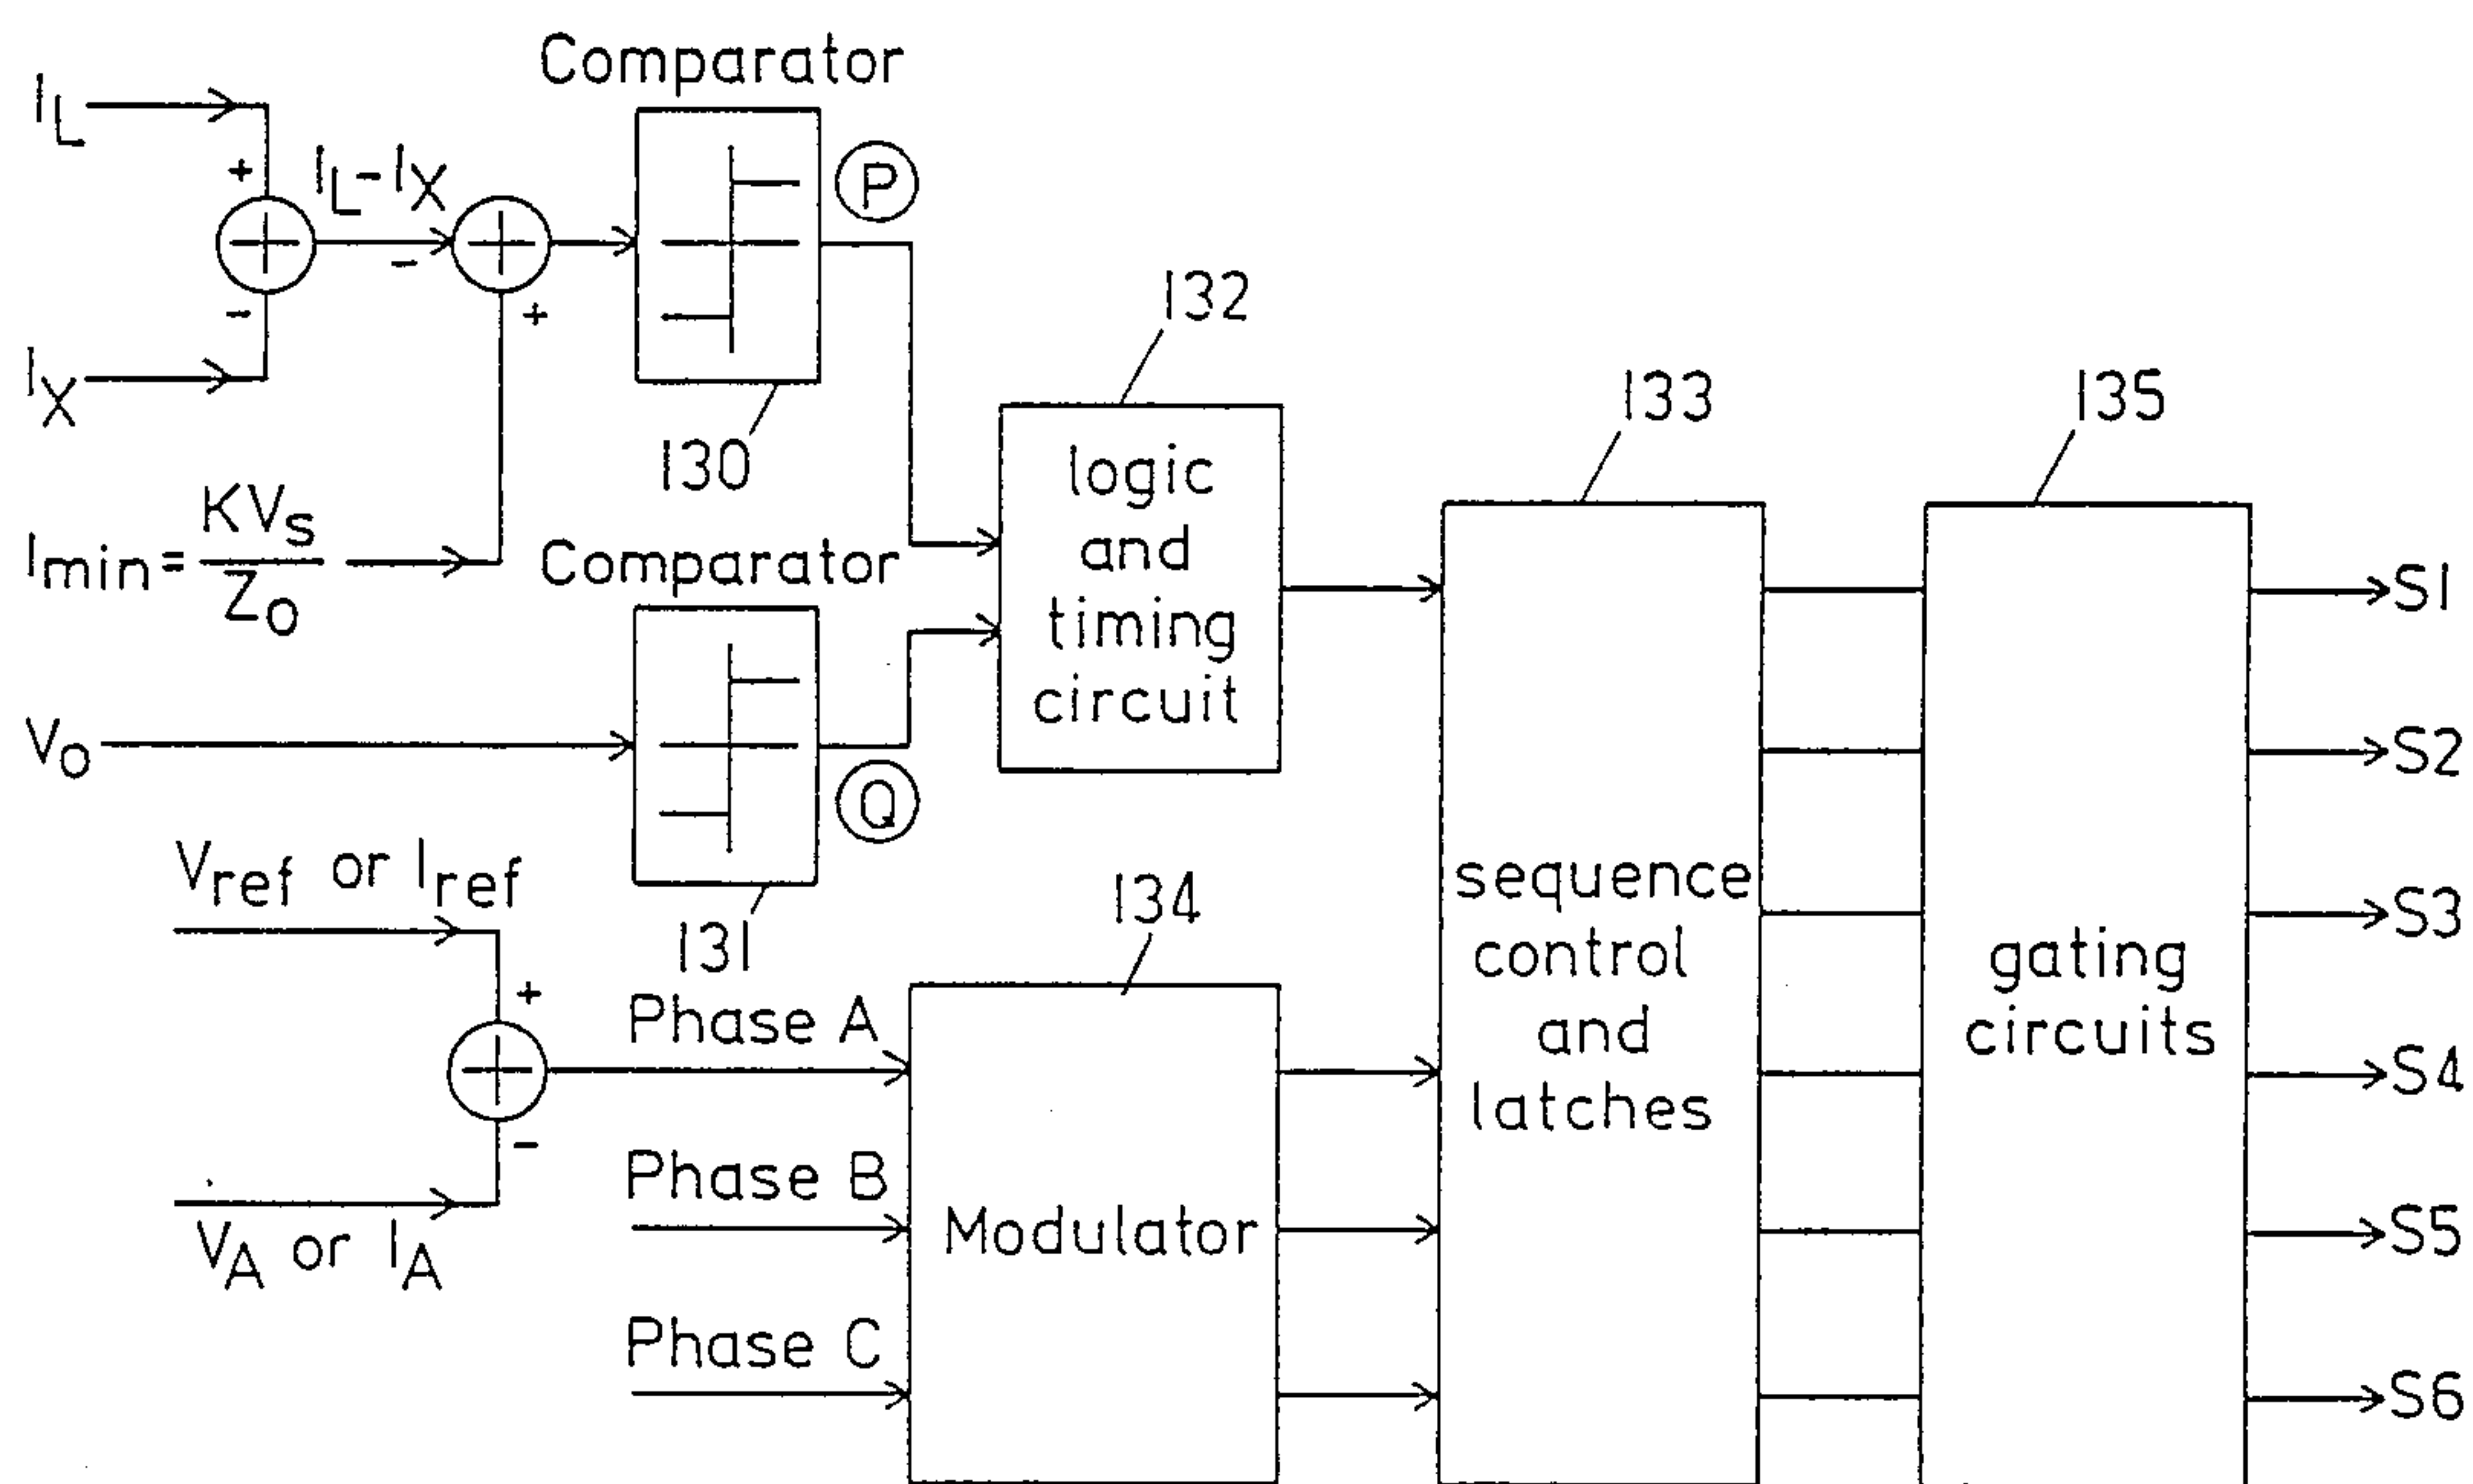 Comparator
IL
+
IL-IX
P
-
-
+
132
IX
133
135
130
logic
and
timing
circuit
Imin = KVs
Zo
Comparator
S1
Vo
S2
Q
Vref or Iref
131
134
sequence
control
and
latches
S3
gating
circuits
+
Phase A
S4
-
Phase B
VA or IA
Modulator
S5
Phase C
S6